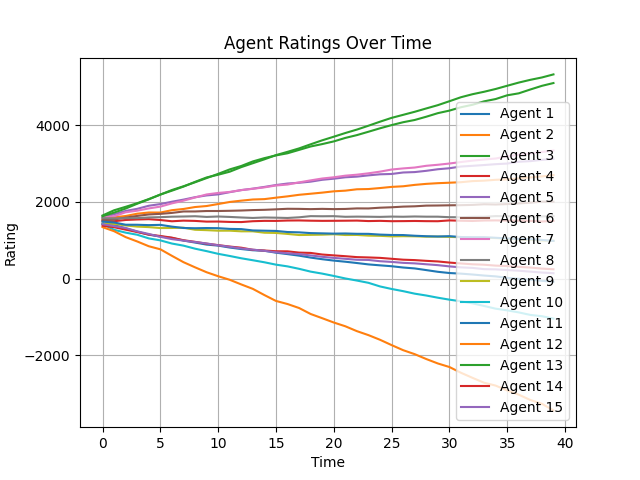 Agent Ratings Over Time
Rating
4000
2000
0
−2000
Agent 1
Agent 2
Agent 3
Agent 4
Agent 5
Agent 6
Agent 7
Agent 8
Agent 9
Agent 10
Agent 11
Agent 12
Agent 13
Agent 14
Agent 15
0 5 10 15 20 25 30 35 40
Time